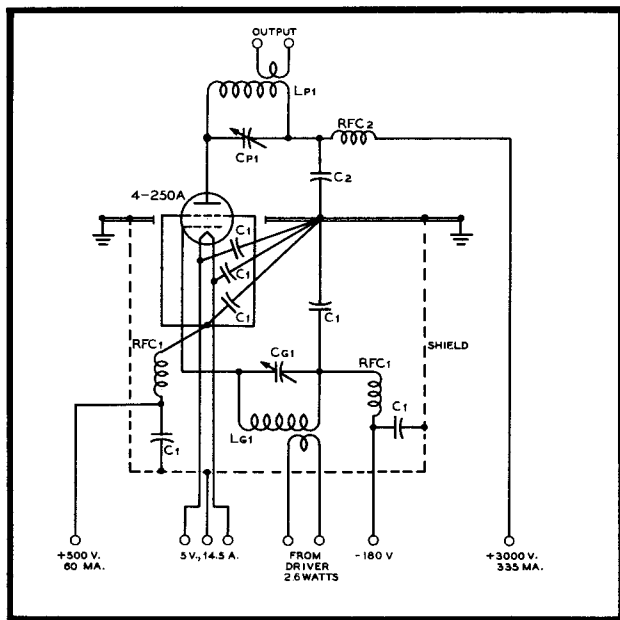 OUTPUT
LP1
RFC2
CP1
C2
4-250A
C1
C1
C1
C1
RFC1
CG1
RFC1
SHIELD
C1
LG1
C1
+500 V.
60 MA.
5 V., 14.5 A.
FROM
DRIVER
2.6 WATTS
-180 V
+3000 V.
335 MA.